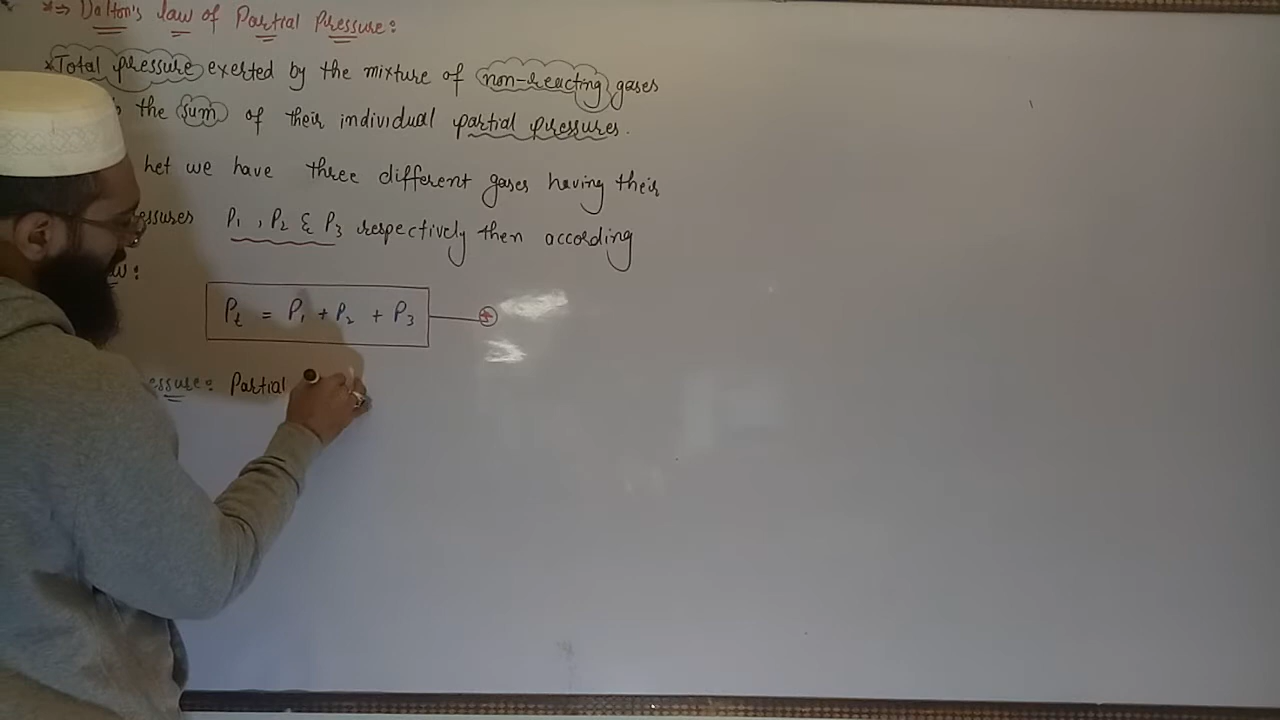 *⇒ Dalton's law of Partial Pressure:
*Total pressure exerted by the mixture of non-reacting gases
the sum of their individual partial pressures.
Let we have three different gases having their
essures P₁ , P₂ & P₃ respectively then according
w:
Pₜ = P₁ + P₂ + P₃
essure: Partial